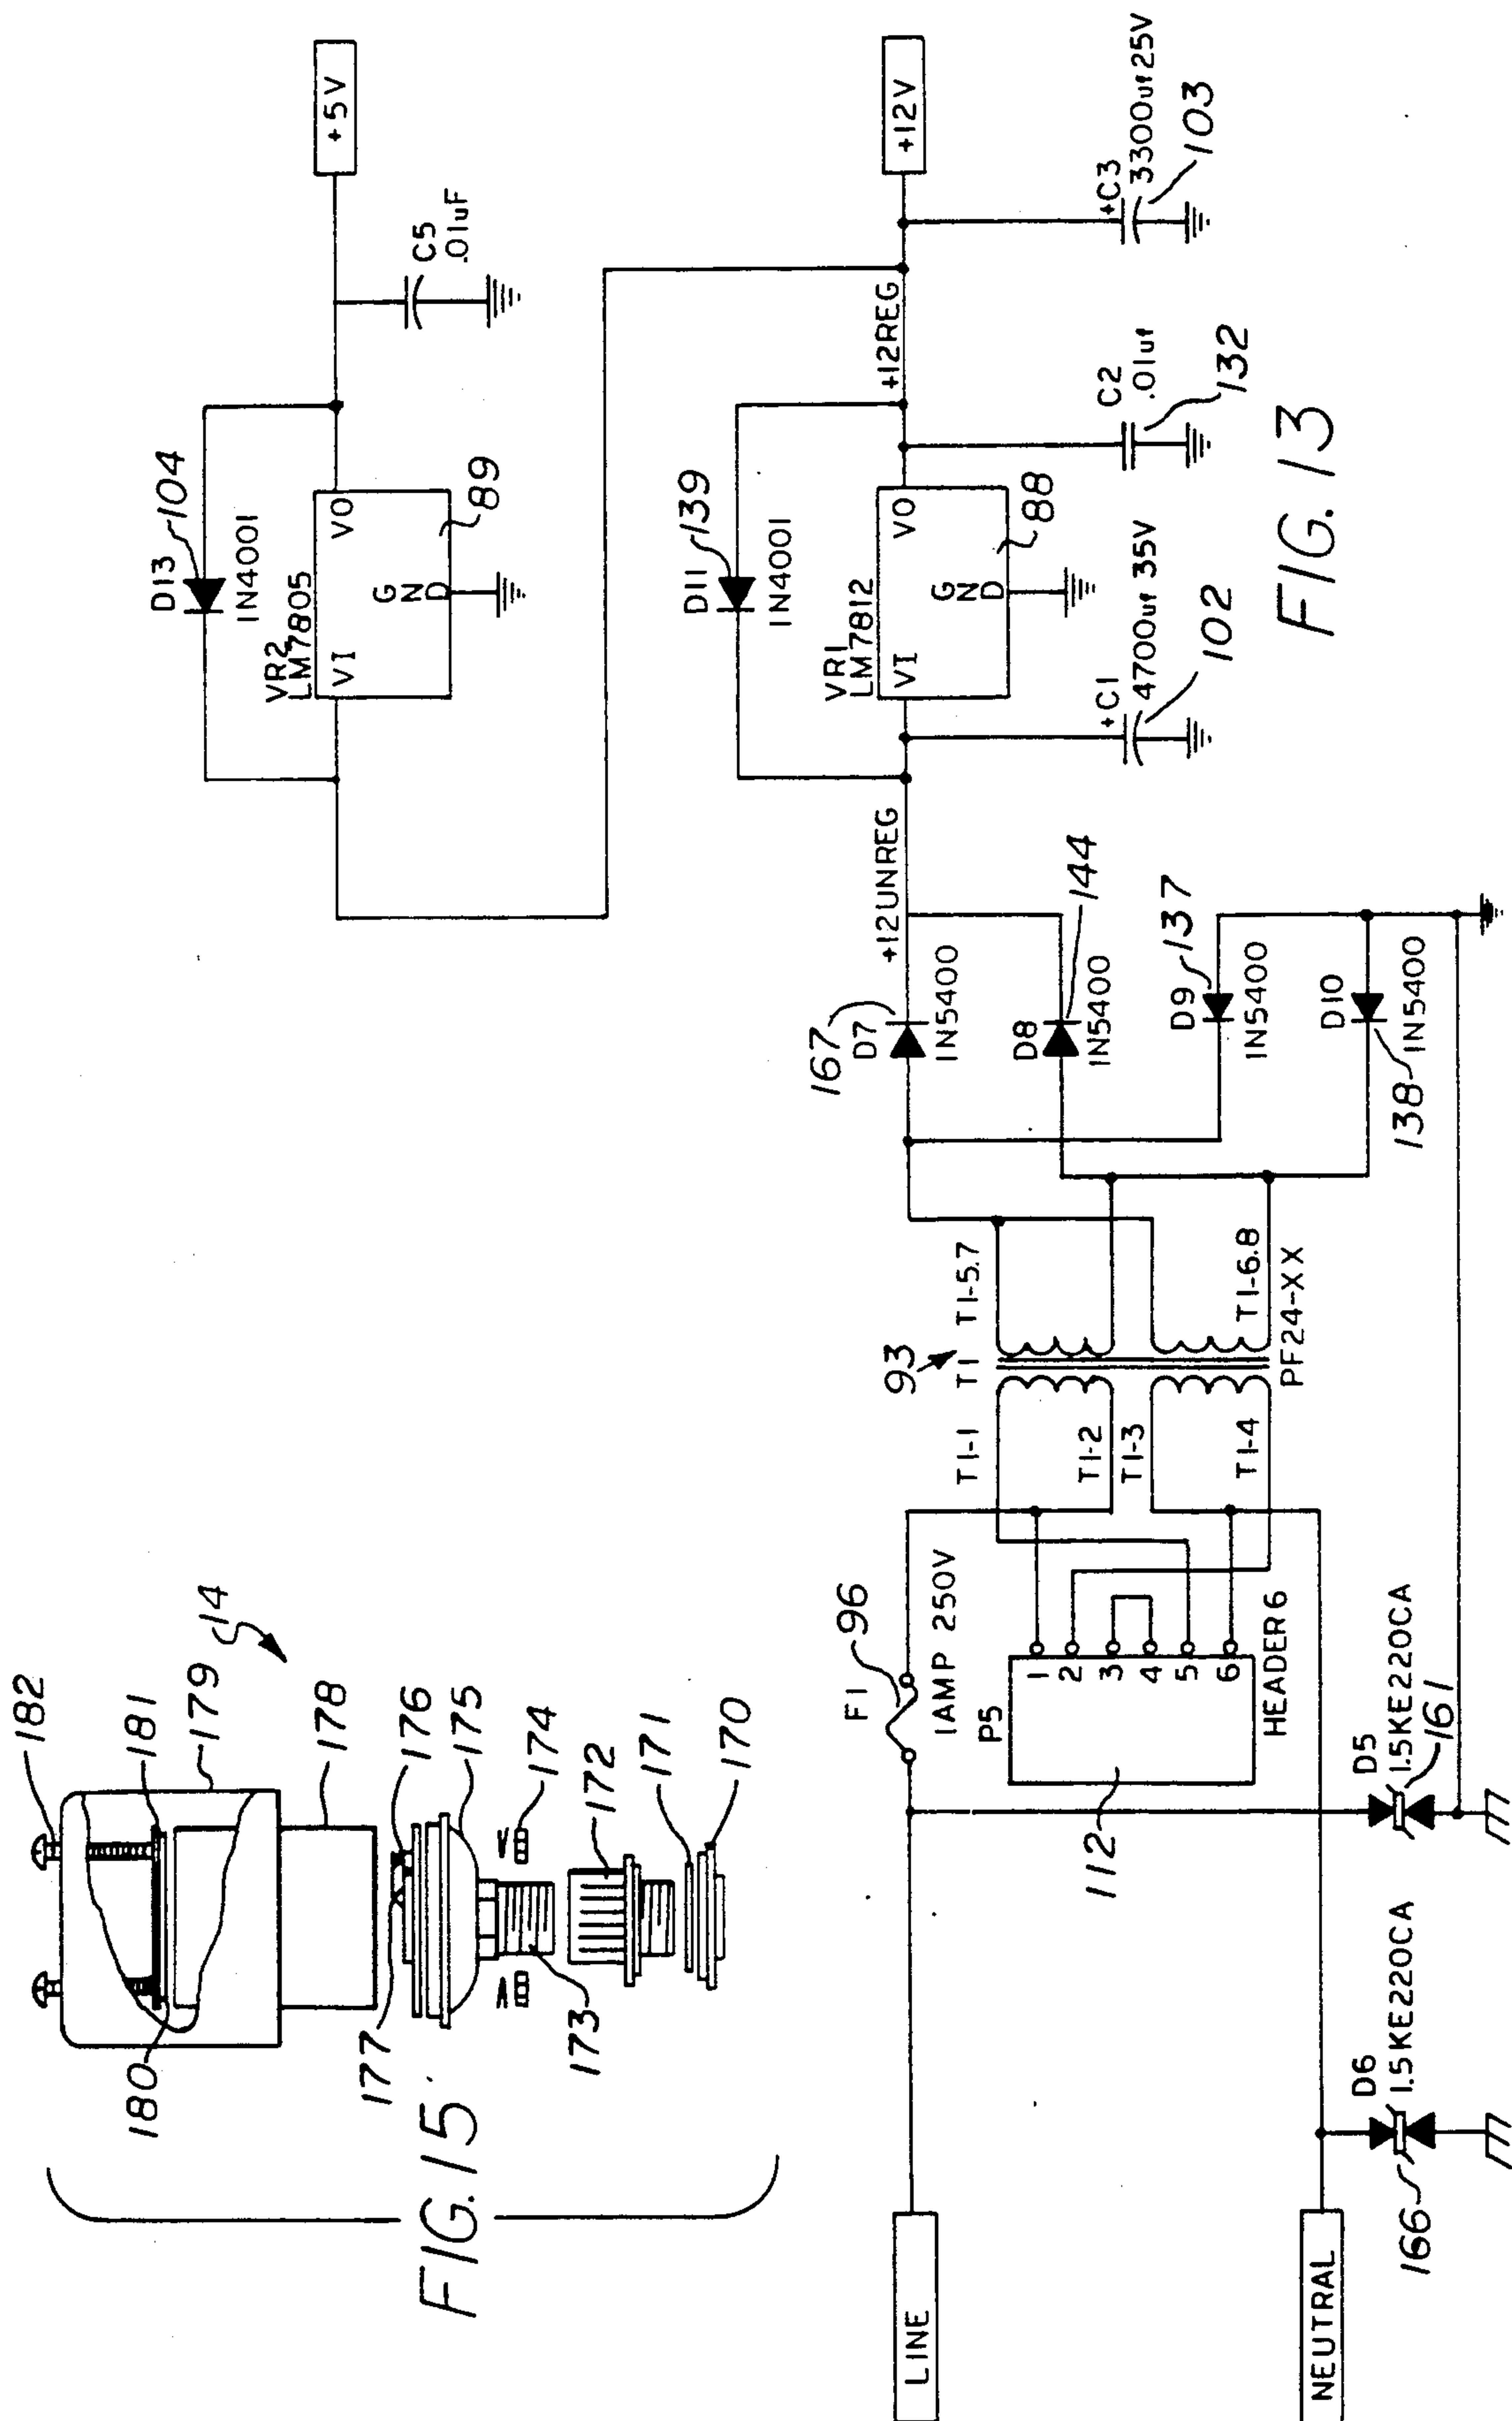 182
181
179
14
178
176
175
174
172
171
170
180
177
173
FIG. 15
+5V
C5
.01uF
D13
104
1N4001
VR2
LM7805
VI
VO
GND
89
+12V
+C3
3300uf 25V
103
+12REG
C2
.01uf
132
D11
139
1N4001
VR1
LM7812
VI
VO
GND
88
+C1
4700uf 35V
102
FIG. 13
+12UNREG
167
D7
1N5400
D8
144
1N5400
D9
137
1N5400
D10
138
1N5400
93
T1
T1-5.7
T1-6.8
PF24-XX
T1-1
T1-2
T1-3
T1-4
F1
96
1AMP 250V
P5
1
2
3
4
5
6
HEADER6
112
D5
1.5KE220CA
161
D6
1.5KE220CA
166
LINE
NEUTRAL